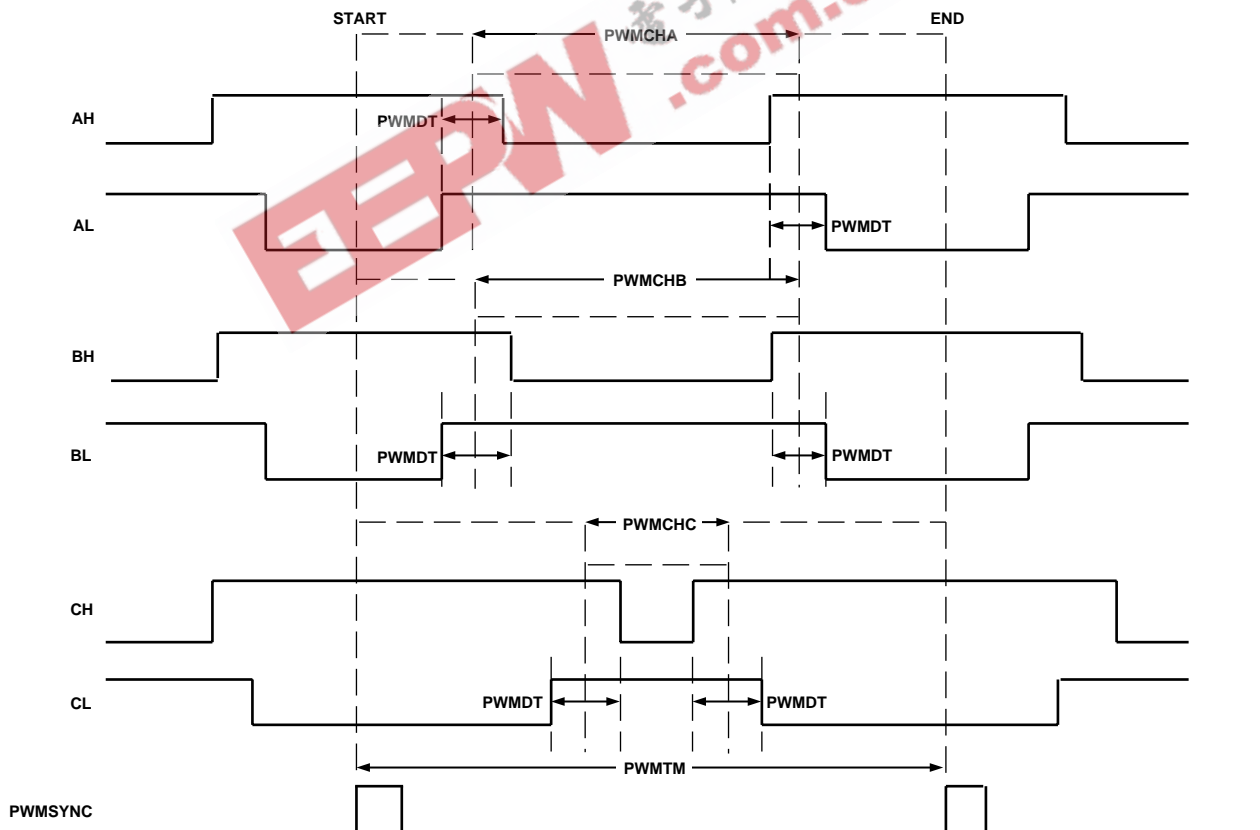 START END
PWMCHA
AH
PWMDT
AL
PWMDT
PWMCHB
BH
BL
PWMDT
PWMDT
PWMCHC
CH
CL
PWMDT
PWMDT
PWMTM
PWMSYNC
EEPW
.com.